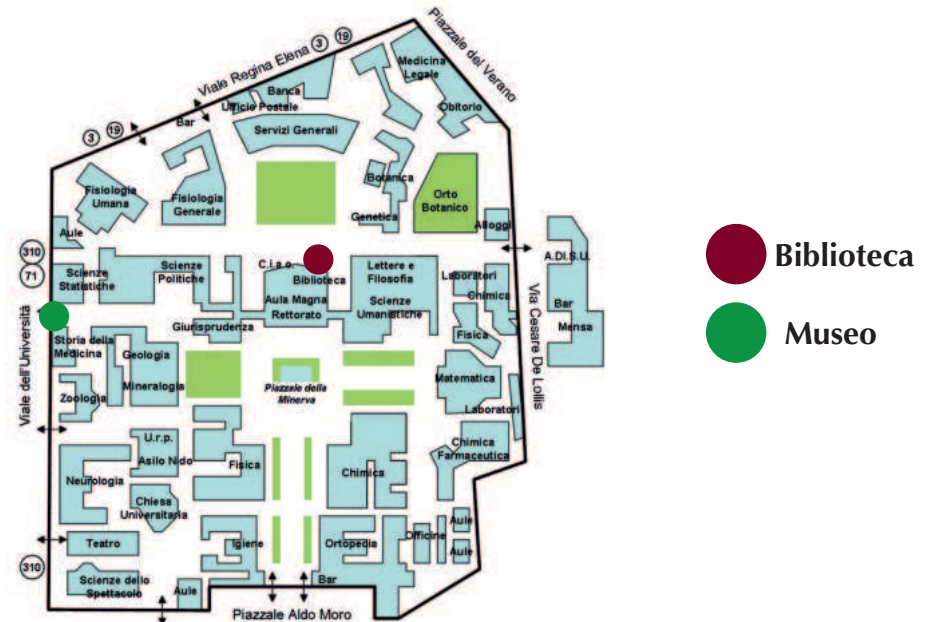 Viale Regina Elena
3
19
Piazzale del Verano
3
19
Bar
Ufficio Postale
Banca
Servizi Generali
Medicina
Legale
Obitorio
Fisiologia
Umana
Fisiologia
Generale
Botanica
Genetica
Orto
Botanico
Alloggi
Aule
310
71
Scienze
Statistiche
Scienze
Politiche
C.i.a.o.
Biblioteca
Aula Magna
Rettorato
Lettere e
Filosofia
Scienze
Umanistiche
Laboratori
Chimica
Fisica
A.DI.S.U.
Bar
Mensa
Via Cesare De Lollis
Biblioteca
Museo
Viale dell'Università
Giurisprudenza
Storia della
Medicina
Geologia
Mineralogia
Zoologia
Piazzale della
Minerva
Matematica
Laboratori
U.r.p.
Asilo Nido
Fisica
Chimica
Chimica
Farmaceutica
Neurologia
Chiesa
Universitaria
Teatro
Igiene
Ortopedia
Officine
Aule
Aule
310
Scienze dello
Spettacolo
Aule
Bar
Piazzale Aldo Moro